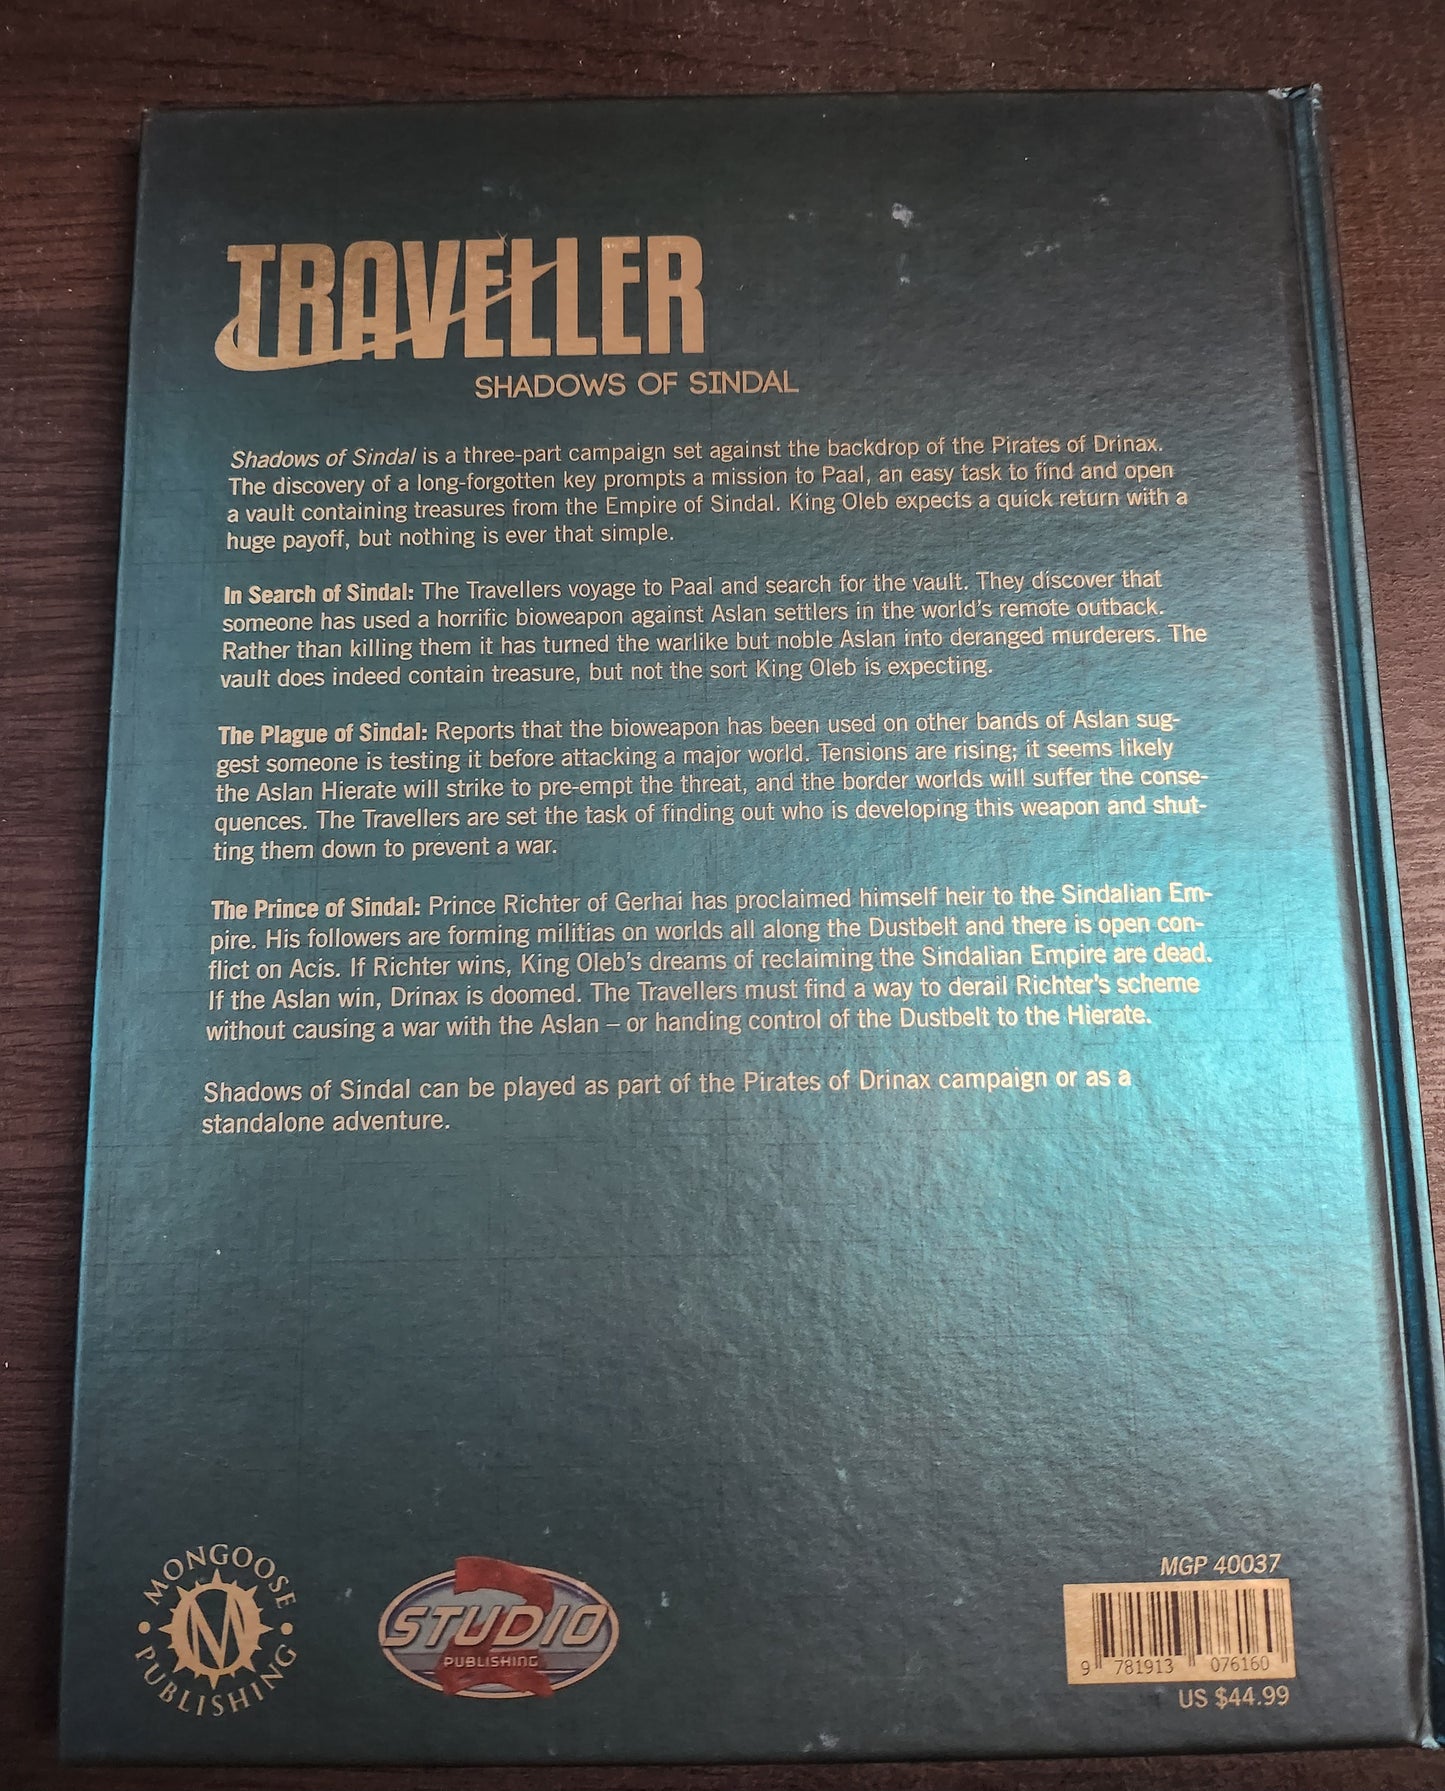 TRAVELLER
SHADOWS OF SINDAL
Shadows of Sindal is a three-part campaign set against the backdrop of the Pirates of Drinax.
The discovery of a long-forgotten key prompts a mission to Paal, an easy task to find and open
a vault containing treasures from the Empire of Sindal. King Oleb expects a quick return with a
huge payoff, but nothing is ever that simple.
In Search of Sindal: The Travellers voyage to Paal and search for the vault. They discover that
someone has used a horrific bioweapon against Aslan settlers in the world's remote outback.
Rather than killing them it has turned the warlike but noble Aslan into deranged murderers. The
vault does indeed contain treasure, but not the sort King Oleb is expecting.
The Plague of Sindal: Reports that the bioweapon has been used on other bands of Aslan sug-
gest someone is testing it before attacking a major world. Tensions are rising; it seems likely
the Aslan Hierate will strike to pre-empt the threat, and the border worlds will suffer the conse-
quences. The Travellers are set the task of finding out who is developing this weapon and shut-
ting them down to prevent a war.
The Prince of Sindal: Prince Richter of Gerhai has proclaimed himself heir to the Sindalian Em-
pire. His followers are forming militias on worlds all along the Dustbelt and there is open con-
flict on Acis. If Richter wins, King Oleb's dreams of reclaiming the Sindalian Empire are dead.
If the Aslan win, Drinax is doomed. The Travellers must find a way to derail Richter's scheme
without causing a war with the Aslan – or handing control of the Dustbelt to the Hierate.
Shadows of Sindal can be played as part of the Pirates of Drinax campaign or as a
standalone adventure.
MONGOOSE
M
PUBLISHING
2
STUDIO
PUBLISHING
MGP 40037
9 781913 076160
US $44.99